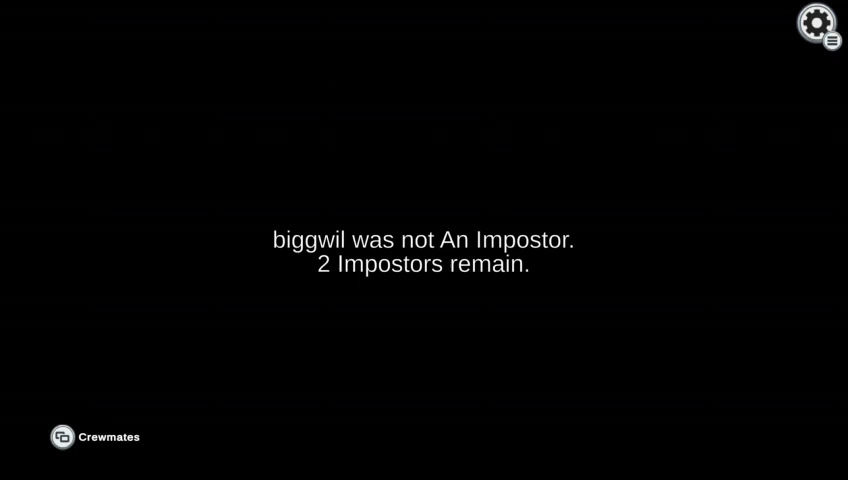 biggwil was not An Impostor.
2 Impostors remain.
Crewmates